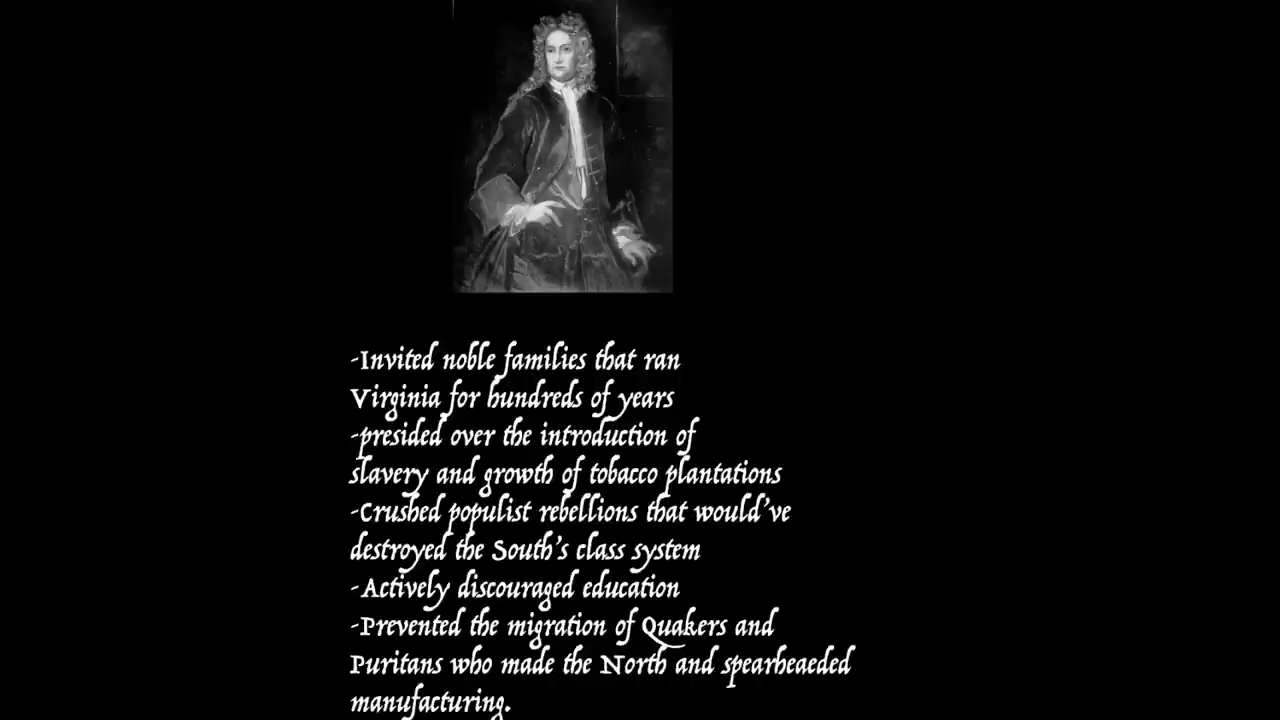 -Invited noble families that ran
Virginia for hundreds of years
-presided over the introduction of
slavery and growth of tobacco plantations
-Crushed populist rebellions that would've
destroyed the South's class system
-Actively discouraged education
-Prevented the migration of Quakers and
Puritans who made the North and spearheaeded
manufacturing.